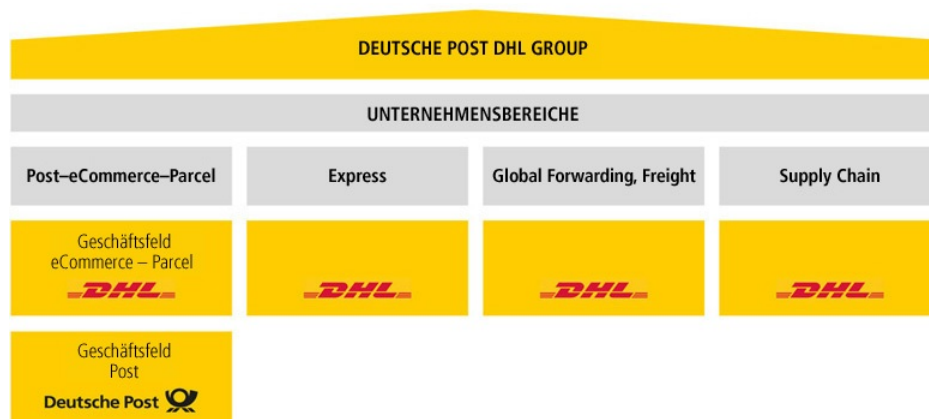 DEUTSCHE POST DHL GROUP
UNTERNEHMENSBEREICHE
Post–eCommerce–Parcel
Express
Global Forwarding, Freight
Supply Chain
Geschäftsfeld
eCommerce – Parcel
DHL
DHL
DHL
DHL
Geschäftsfeld
Post
Deutsche Post